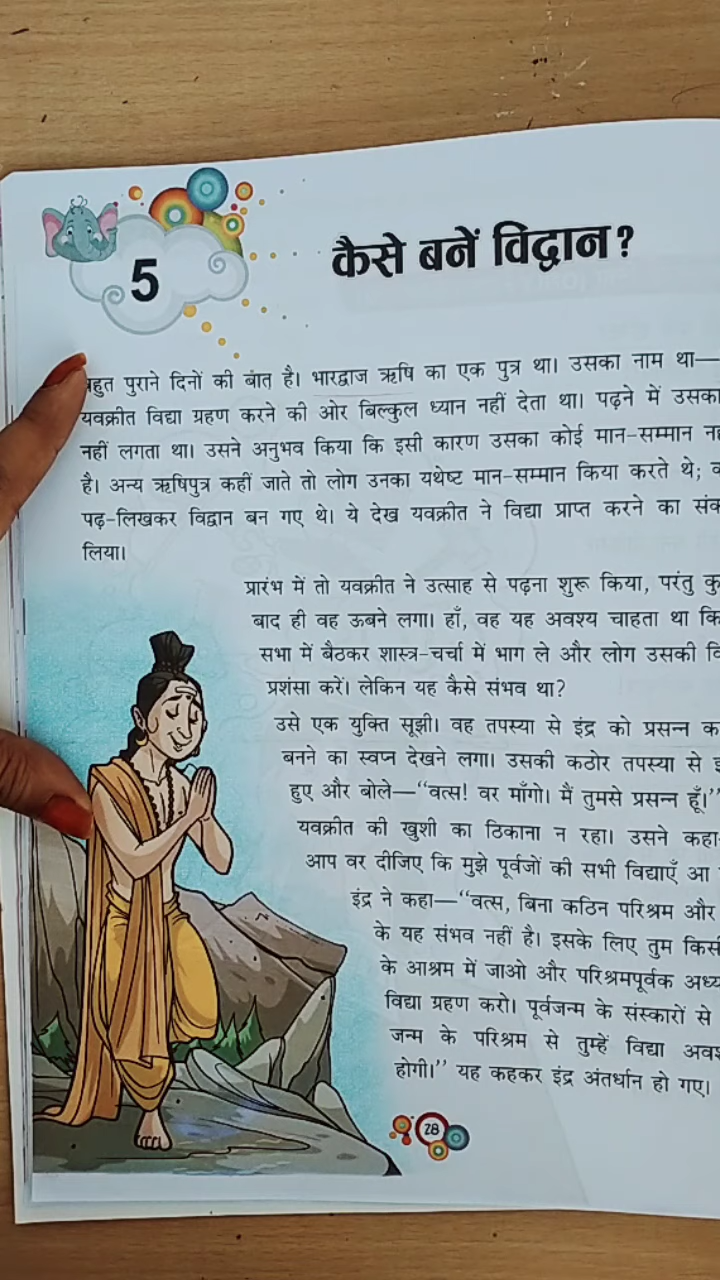 5
कैसे बनें विद्वान?
बहुत पुराने दिनों की बात है। भारद्वाज ऋषि का एक पुत्र था। उसका नाम था—
यवक्रीत विद्या ग्रहण करने की ओर बिल्कुल ध्यान नहीं देता था। पढ़ने में उसका
नहीं लगता था। उसने अनुभव किया कि इसी कारण उसका कोई मान-सम्मान
है। अन्य ऋषिपुत्र कहीं जाते तो लोग उनका यथेष्ट मान-सम्मान किया करते थे;
पढ़-लिखकर विद्वान बन गए थे। ये देख यवक्रीत ने विद्या प्राप्त करने का
लिया।
प्रारंभ में तो यवक्रीत ने उत्साह से पढ़ना शुरू किया, परंतु
बाद ही वह ऊबने लगा। हाँ, वह यह अवश्य चाहता था कि
सभा में बैठकर शास्त्र-चर्चा में भाग ले और लोग उसकी
प्रशंसा करें। लेकिन यह कैसे संभव था?
उसे एक युक्ति सूझी। वह तपस्या से इंद्र को प्रसन्न
बनने का स्वप्न देखने लगा। उसकी कठोर तपस्या से
हुए और बोले—“वत्स! वर माँगो। मैं तुमसे प्रसन्न हूँ।”
यवक्रीत की खुशी का ठिकाना न रहा। उसने कहा
आप वर दीजिए कि मुझे पूर्वजों की सभी विद्याएँ आ
इंद्र ने कहा—“वत्स, बिना कठिन परिश्रम और
के यह संभव नहीं है। इसके लिए तुम
के आश्रम में जाओ और परिश्रमपूर्वक
विद्या ग्रहण करो। पूर्वजन्म के संस्कारों से
जन्म के परिश्रम से तुम्हें विद्या
होगी।” यह कहकर इंद्र अंतर्धान हो गए।
28